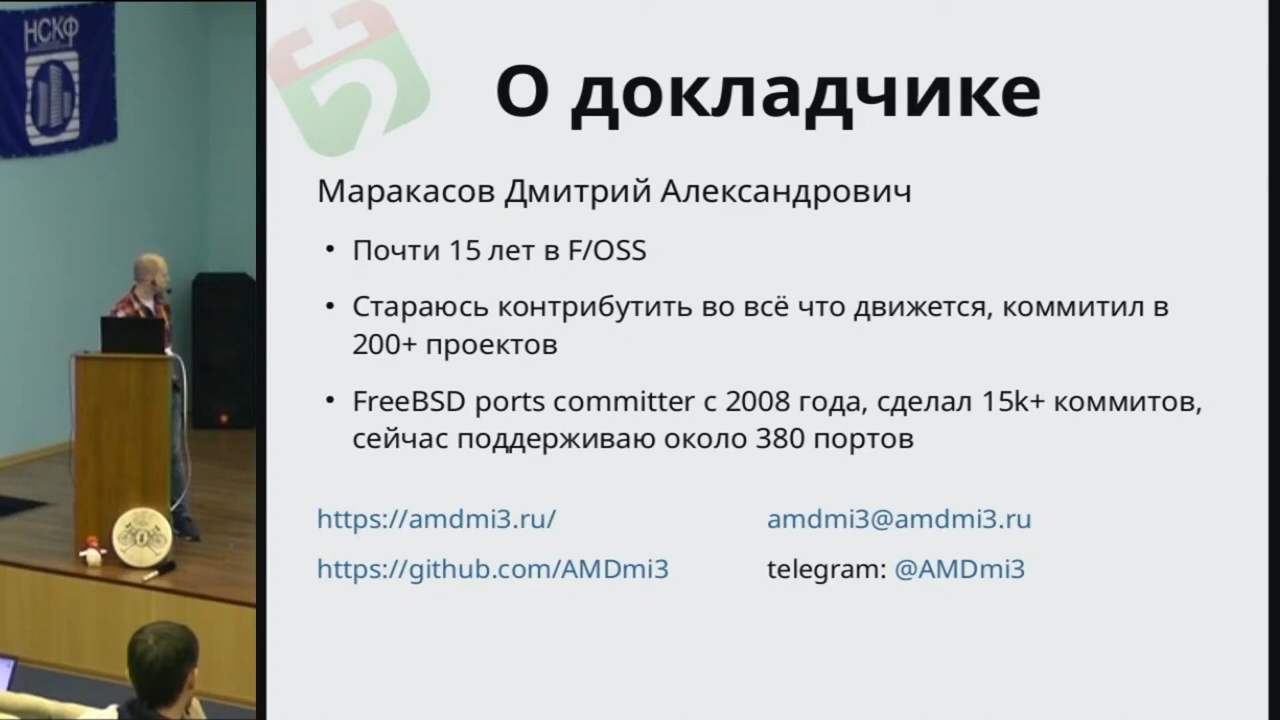 НСКФ
О докладчике
Маракасов Дмитрий Александрович
• Почти 15 лет в F/OSS
• Стараюсь контрибутить во всё что движется, коммитил в
200+ проектов
• FreeBSD ports committer с 2008 года, сделал 15k+ коммитов,
сейчас поддерживаю около 380 портов
https://amdmi3.ru/ amdmi3@amdmi3.ru
https://github.com/AMDmi3 telegram: @AMDmi3